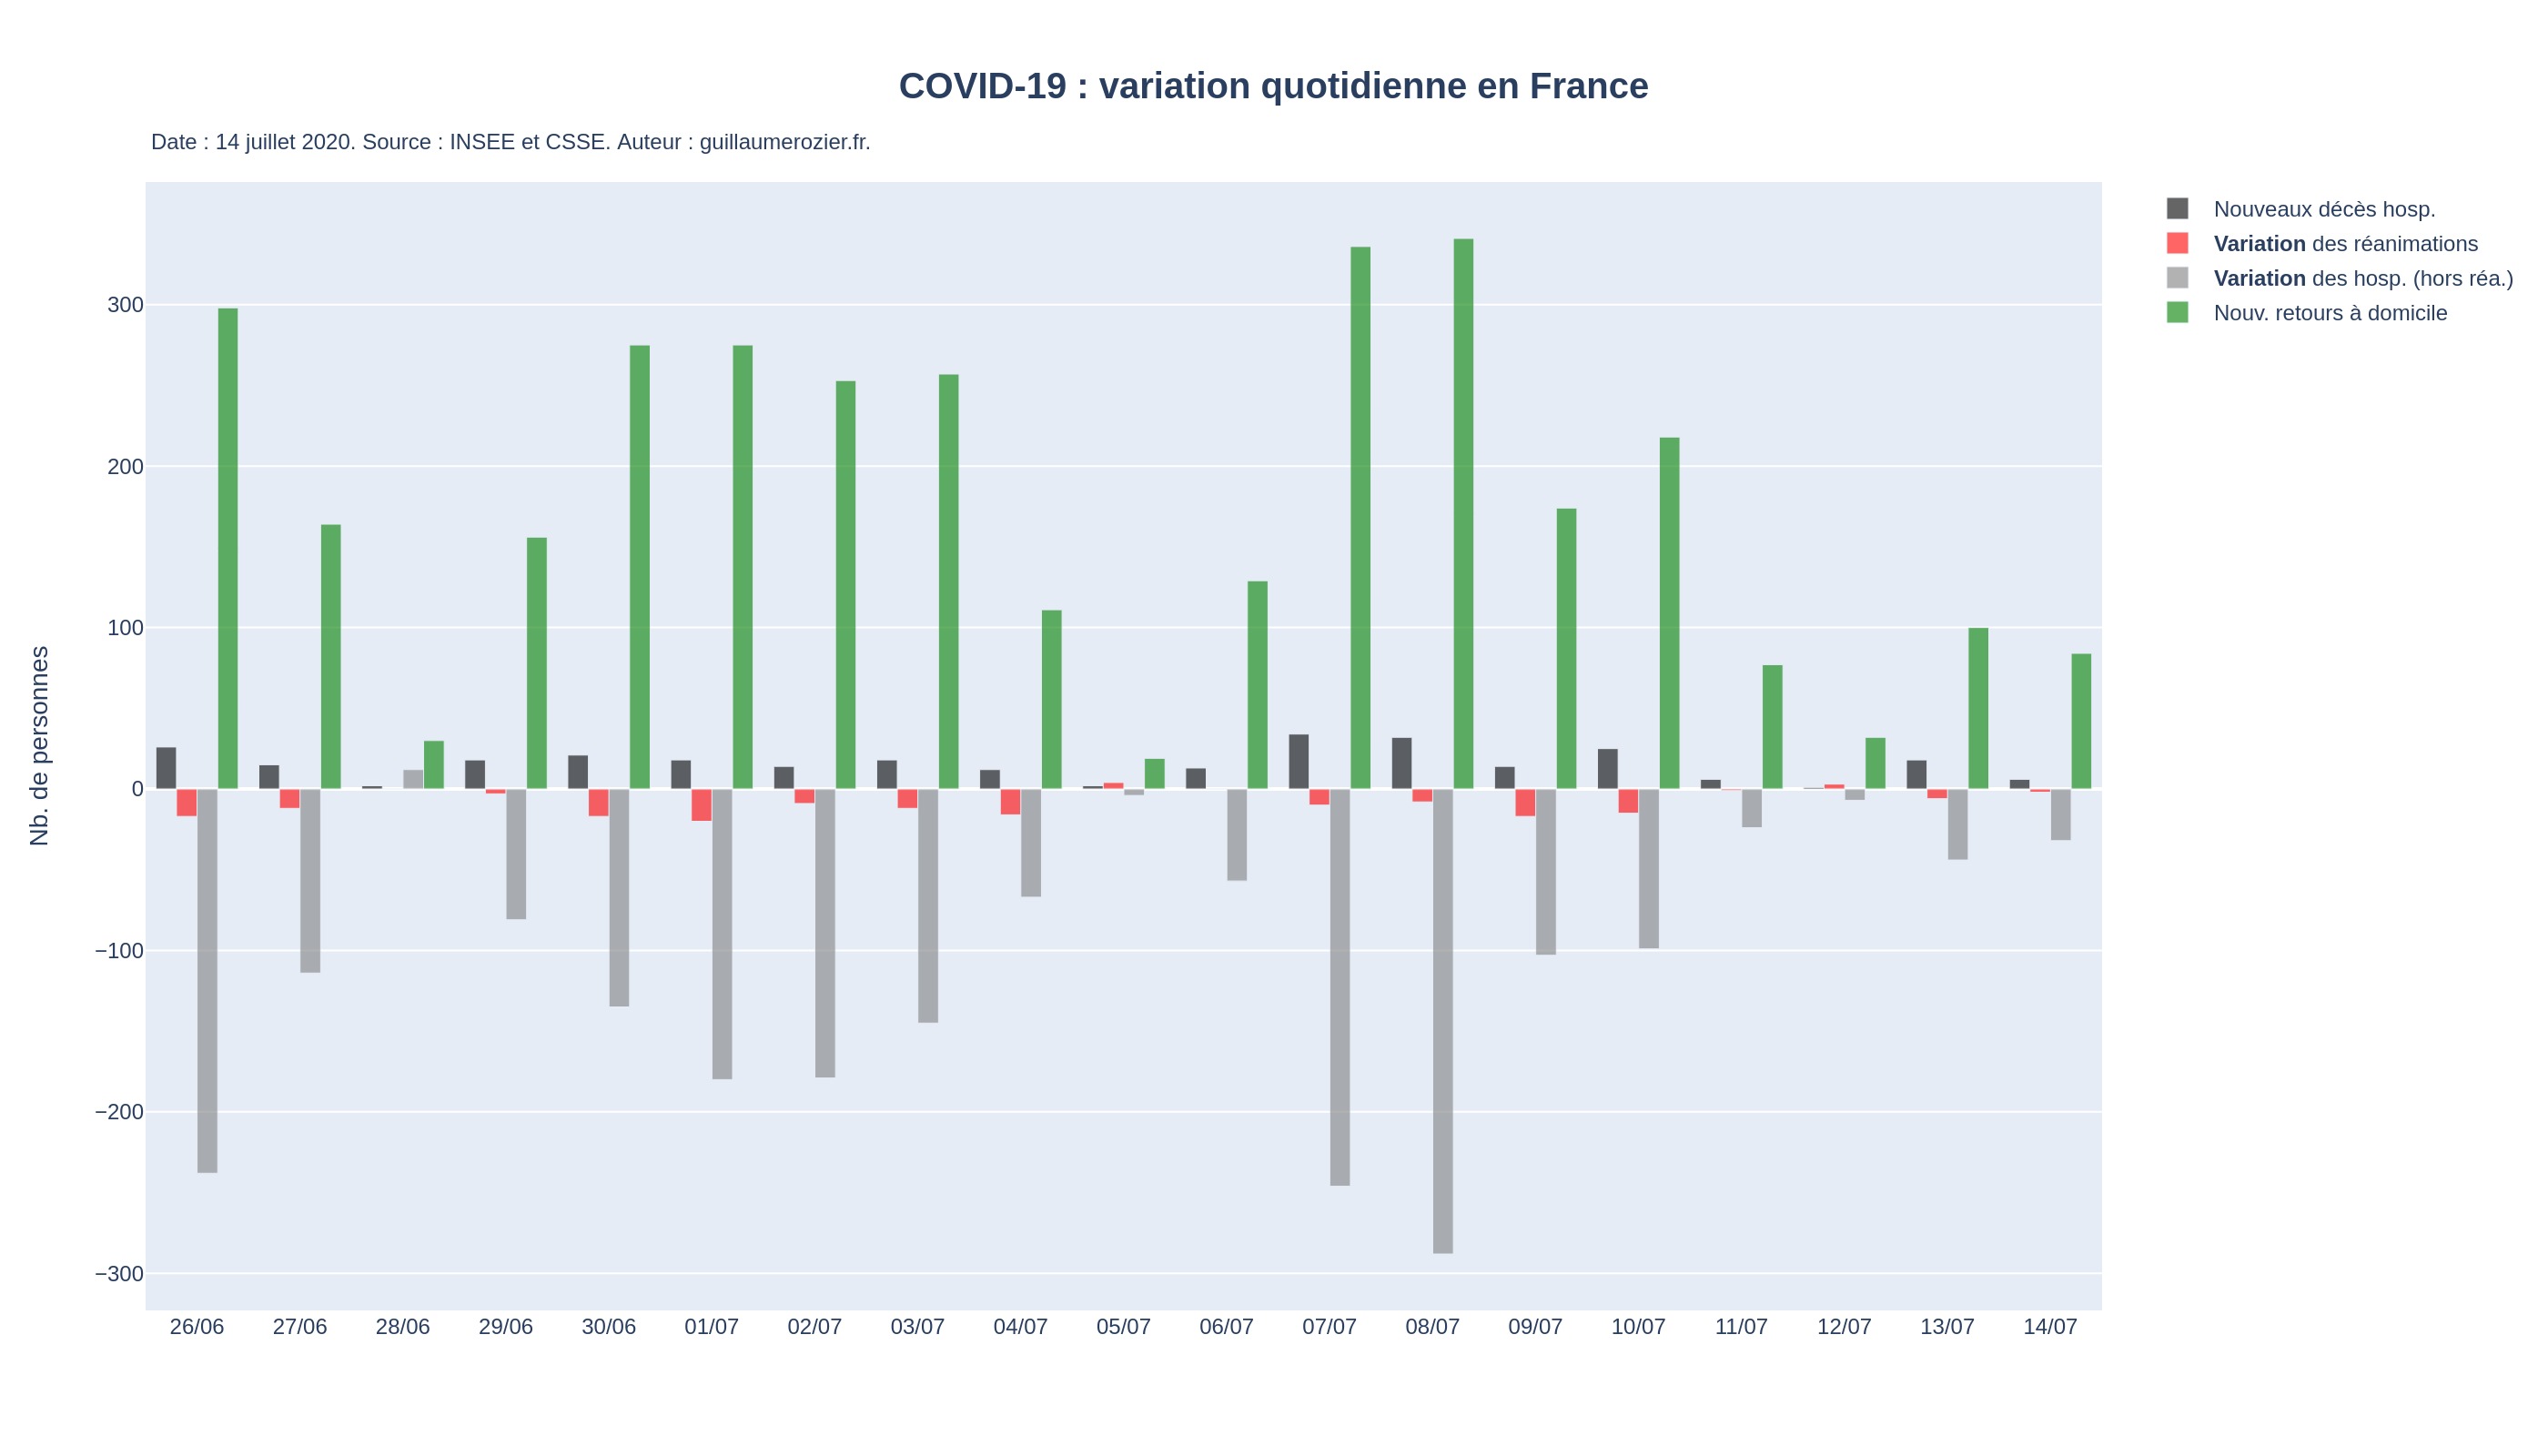 COVID-19 : variation quotidienne en France
Date : 14 juillet 2020. Source : INSEE et CSSE. Auteur : guillaumerozier.fr.
Nouveaux décès hosp.
Variation des réanimations
Variation des hosp. (hors réa.)
Nouv. retours à domicile
Nb. de personnes
300
200
100
0
−100
−200
−300
26/06 27/06 28/06 29/06 30/06 01/07 02/07 03/07 04/07 05/07 06/07 07/07 08/07 09/07 10/07 11/07 12/07 13/07 14/07